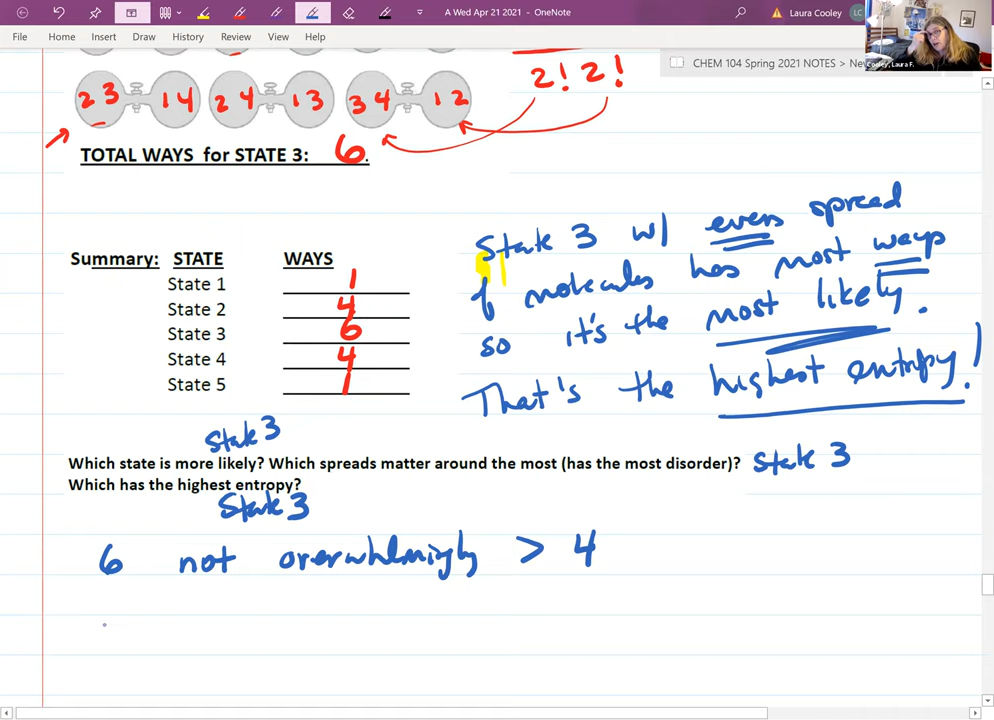 A Wed Apr 21 2021 - OneNote
Laura Cooley
LC
File Home Insert Draw History Review View Help
Cooley, Laura F.
CHEM 104 Spring 2021 NOTES > Ne
2! 2!
2 3 1 4 2 4 1 3 3 4 1 2
TOTAL WAYS for STATE 3: 6.
Summary: STATE WAYS
State 1 1
State 2 4
State 3 6
State 4 4
State 5 1
State 3 w/ even spread
of molecules has most ways
so it's the most likely.
That's the highest entropy!
State 3
Which state is more likely? Which spreads matter around the most (has the most disorder)? State 3
Which has the highest entropy?
State 3
6 not overwhelmingly > 4